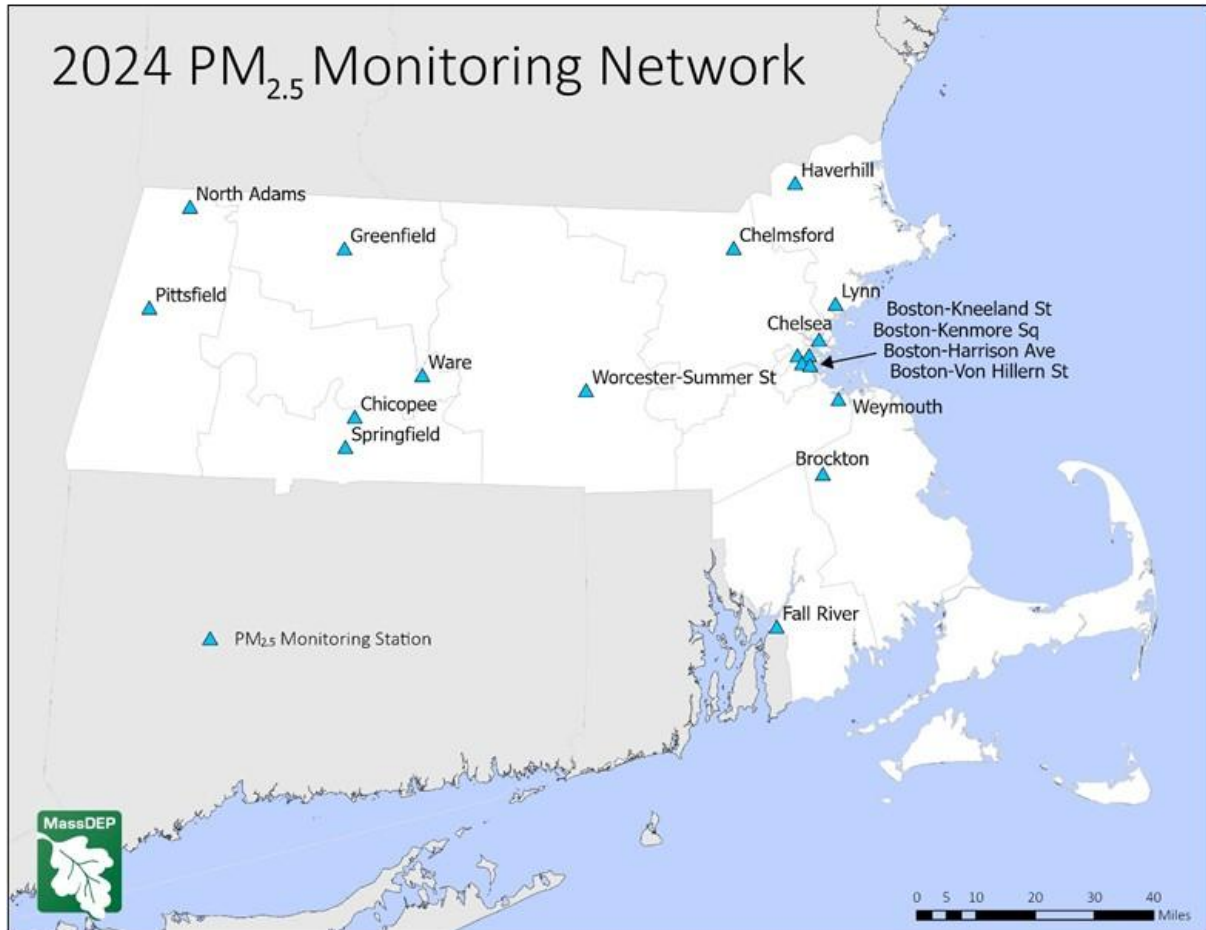 2024 PM2.5 Monitoring Network
Haverhill
North Adams
Greenfield
Chelmsford
Pittsfield
Lynn
Boston-Kneeland St
Chelsea
Boston-Kenmore Sq
Boston-Harrison Ave
Ware
Worcester-Summer St
Boston-Von Hillern St
Chicopee
Weymouth
Springfield
Brockton
Fall River
PM2.5 Monitoring Station
MassDEP
0 5 10 20 30 40
Miles